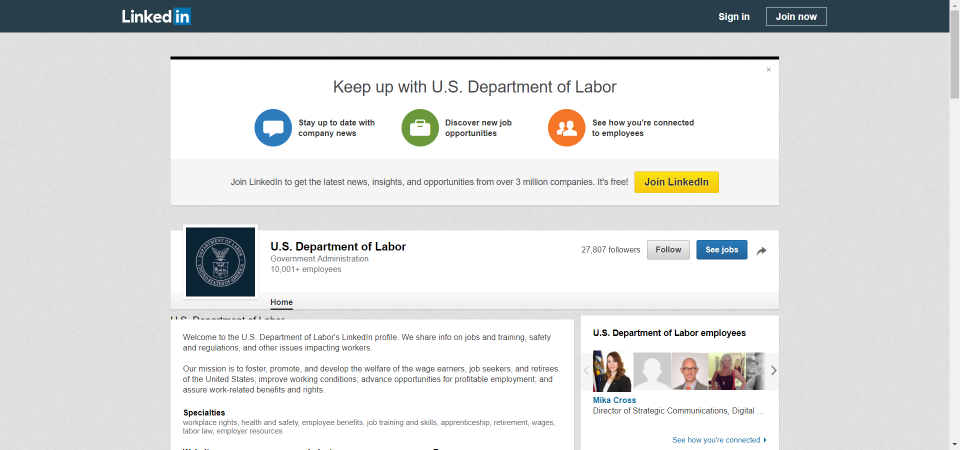 Linked in
Sign in
Join now
×
Keep up with U.S. Department of Labor
Stay up to date with
company news
Discover new job
opportunities
See how you're connected
to employees
Join LinkedIn to get the latest news, insights, and opportunities from over 3 million companies. It's free!
Join LinkedIn
DEPARTMENT OF LABOR
UNITED STATES OF AMERICA
U.S. Department of Labor
Government Administration
10,001+ employees
27,807 followers
Follow
See jobs
Home
U.S. Department of Labor
Welcome to the U.S. Department of Labor's LinkedIn profile. We share info on jobs and training, safety
and regulations, and other issues impacting workers.
Our mission is to foster, promote, and develop the welfare of the wage earners, job seekers, and retirees
of the United States; improve working conditions; advance opportunities for profitable employment; and
assure work-related benefits and rights.
Specialties
workplace rights, health and safety, employee benefits, job training and skills, apprenticeship, retirement, wages,
labor law, employer resources
U.S. Department of Labor employees
Mika Cross
Director of Strategic Communications, Digital ...
See how you're connected